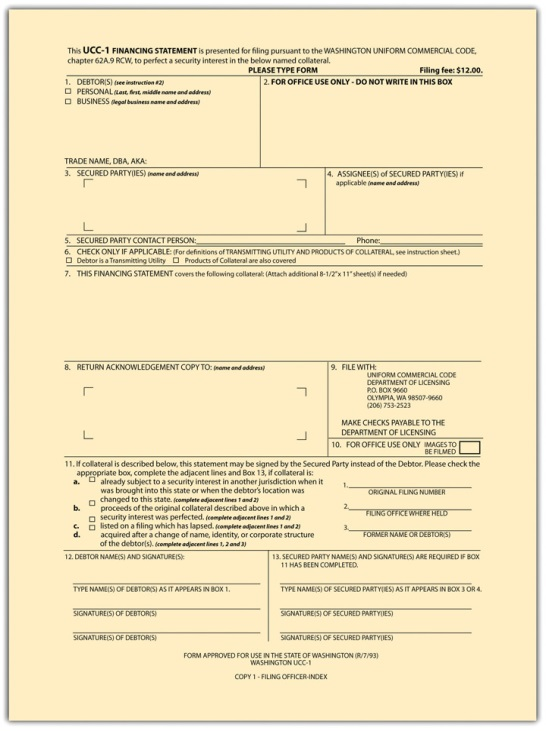 This UCC-1 FINANCING STATEMENT is presented for filing pursuant to the WASHINGTON UNIFORM COMMERCIAL CODE,
chapter 62A.9 RCW, to perfect a security interest in the below named collateral.
PLEASE TYPE FORM Filing fee: $12.00.
1. DEBTOR(S) (see instruction #2)
PERSONAL (Last, first, middle name and address)
BUSINESS (legal business name and address)
TRADE NAME, DBA, AKA:
2. FOR OFFICE USE ONLY - DO NOT WRITE IN THIS BOX
3. SECURED PARTY(IES) (name and address)
4. ASSIGNEE(S) of SECURED PARTY(IES) if
applicable (name and address)
5. SECURED PARTY CONTACT PERSON: Phone:
6. CHECK ONLY IF APPLICABLE: (For definitions of TRANSMITTING UTILITY AND PRODUCTS OF COLLATERAL, see instruction sheet.)
Debtor is a Transmitting Utility Products of Collateral are also covered
7. THIS FINANCING STATEMENT covers the following collateral: (Attach additional 8-1/2"x 11" sheet(s) if needed)
8. RETURN ACKNOWLEDGEMENT COPY TO: (name and address)
9. FILE WITH:
UNIFORM COMMERCIAL CODE
DEPARTMENT OF LICENSING
P.O. BOX 9660
OLYMPIA, WA 98507-9660
(206) 753-2523
MAKE CHECKS PAYABLE TO THE
DEPARTMENT OF LICENSING
10. FOR OFFICE USE ONLY IMAGES TO
BE FILMED
11. If collateral is described below, this statement may be signed by the Secured Party instead of the Debtor. Please check the
appropriate box, complete the adjacent lines and Box 13, if collateral is:
a. already subject to a security interest in another jurisdiction when it
was brought into this state or when the debtor's location was
changed to this state. (complete adjacent lines 1 and 2)
b. proceeds of the original collateral described above in which a
security interest was perfected. (complete adjacent lines 1 and 2)
c. listed on a filing which has lapsed. (complete adjacent lines 1 and 2)
d. acquired after a change of name, identity, or corporate structure
of the debtor(s). (complete adjacent lines 1, 2 and 3)
1.
ORIGINAL FILING NUMBER
2.
FILING OFFICE WHERE HELD
3.
FORMER NAME OR DEBTOR(S)
12. DEBTOR NAME(S) AND SIGNATURE(S):
TYPE NAME(S) OF DEBTOR(S) AS IT APPEARS IN BOX 1.
SIGNATURE(S) OF DEBTOR(S)
SIGNATURE(S) OF DEBTOR(S)
13. SECURED PARTY NAME(S) AND SIGNATURE(S) ARE REQUIRED IF BOX
11 HAS BEEN COMPLETED.
TYPE NAME(S) OF SECURED PARTY(IES) AS IT APPEARS IN BOX 3 OR 4.
SIGNATURE(S) OF SECURED PARTY(IES)
SIGNATURE(S) OF SECURED PARTY(IES)
FORM APPROVED FOR USE IN THE STATE OF WASHINGTON (R/7/93)
WASHINGTON UCC-1
COPY 1 - FILING OFFICER-INDEX